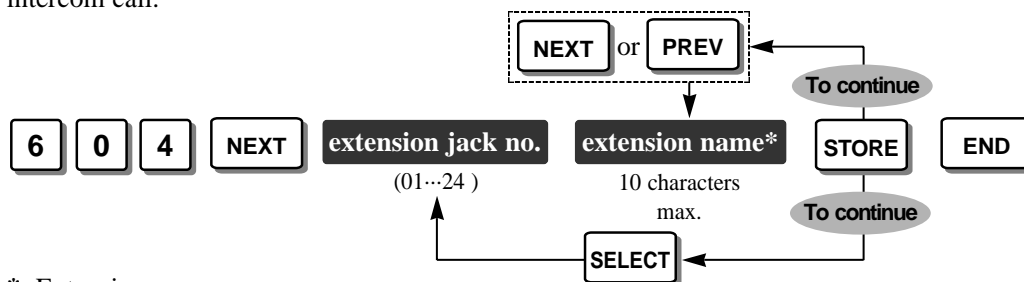 intercom call.
NEXT or PREV
To continue
6 0 4 NEXT extension jack no. extension name* STORE END
(01···24 ) 10 characters
max.
To continue
SELECT